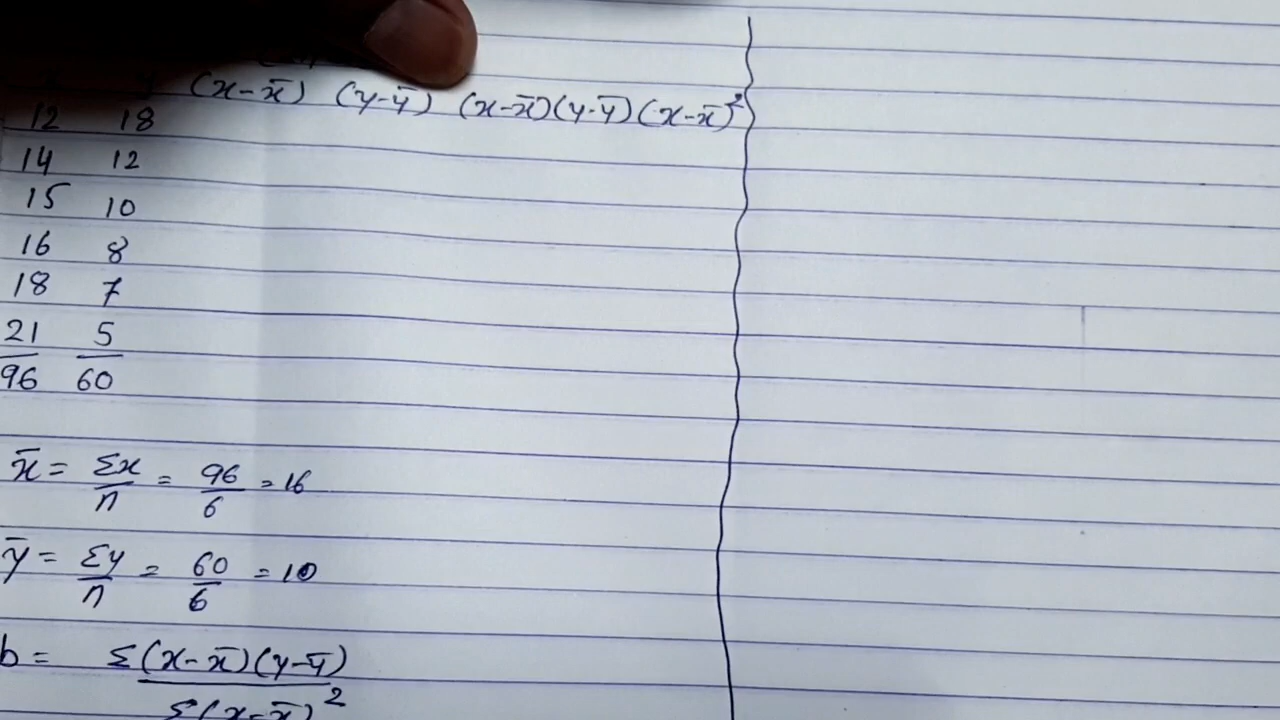 (x-x̄) (y-ȳ) (x-x̄)(y-ȳ) (x-x̄)²
12 18
14 12
15 10
16 8
18 7
21 5
96 60
x̄ = Σx/n = 96/6 = 16
ȳ = Σy/n = 60/6 = 10
b = Σ(x-x̄)(y-ȳ)/Σ(x-x̄)²